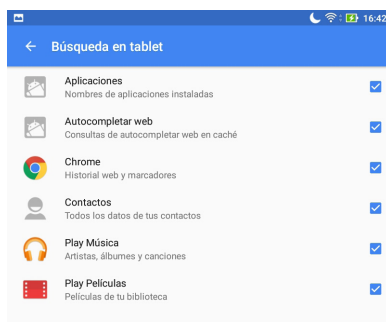 16:42
Búsqueda en tablet
Aplicaciones
Nombres de aplicaciones instaladas
Autocompletar web
Consultas de autocompletar web en caché
Chrome
Historial web y marcadores
Contactos
Todos los datos de tus contactos
Play Música
Artistas, álbumes y canciones
Play Películas
Películas de tu biblioteca